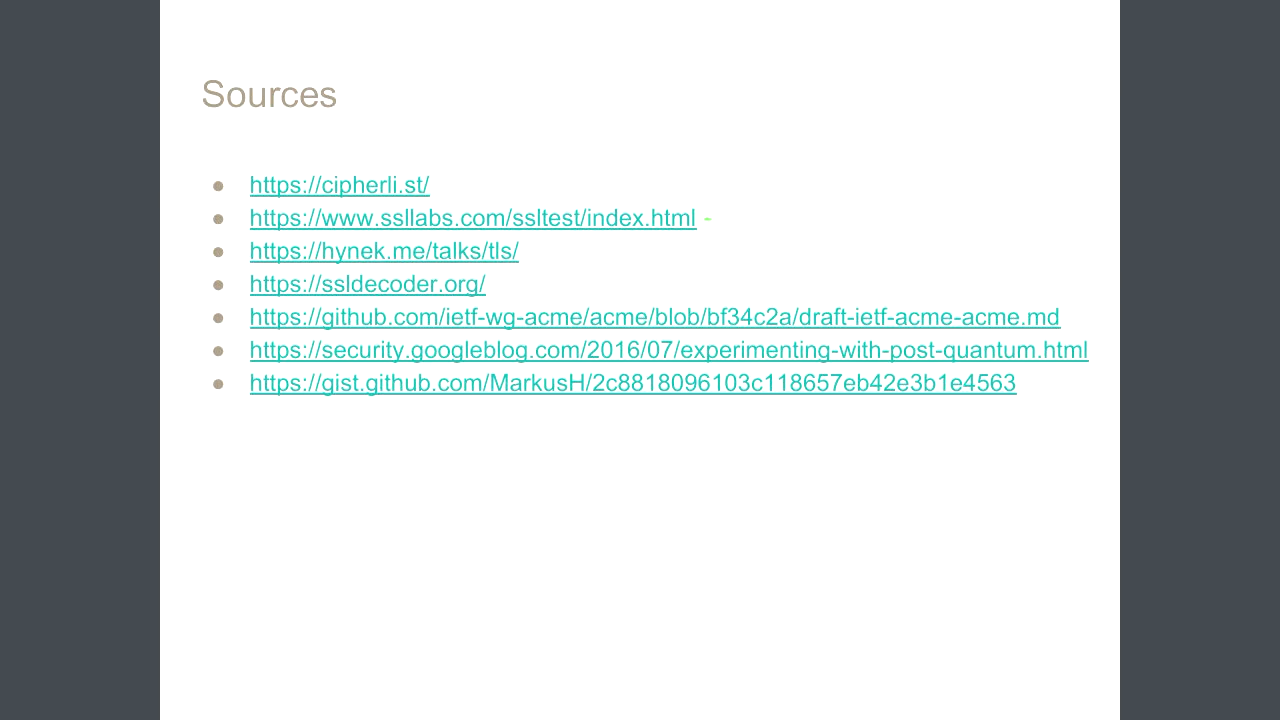 Sources
● https://cipherli.st/
● https://www.ssllabs.com/ssltest/index.html -
● https://hynek.me/talks/tls/
● https://ssldecoder.org/
● https://github.com/ietf-wg-acme/acme/blob/bf34c2a/draft-ietf-acme-acme.md
● https://security.googleblog.com/2016/07/experimenting-with-post-quantum.html
● https://gist.github.com/MarkusH/2c8818096103c118657eb42e3b1e4563